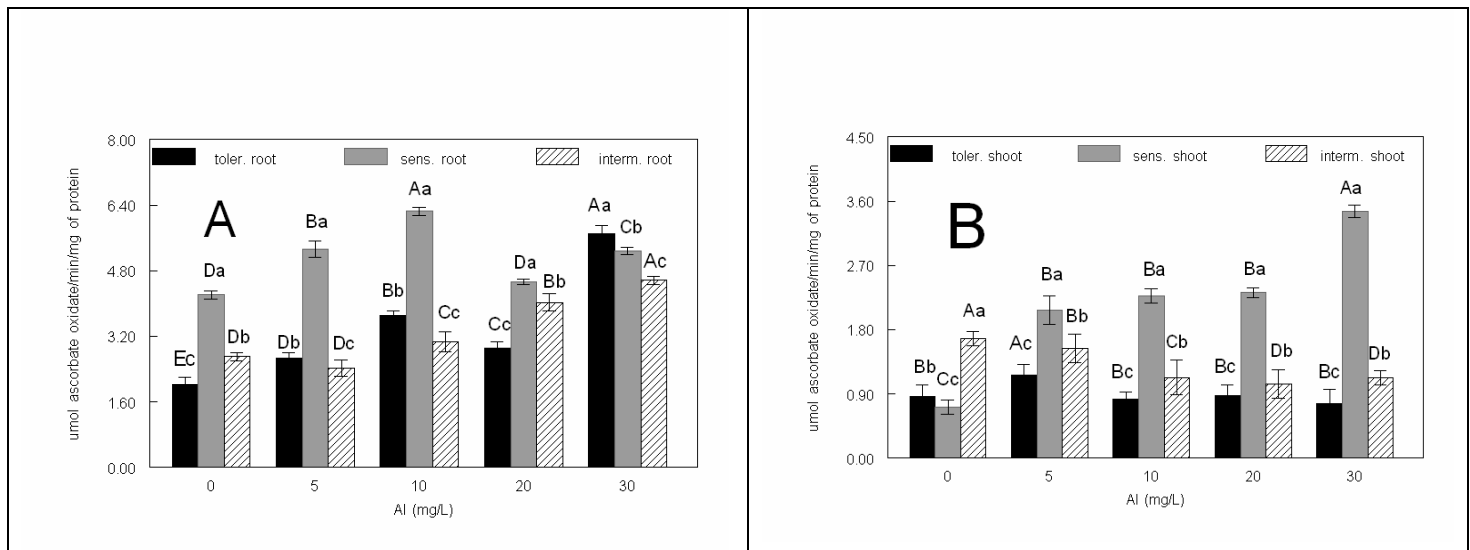 8.00
6.40
4.80
3.20
1.60
0.00
umol ascorbate oxidate/min/mg of protein
toler. root sens. root interm. root
A
Ec Da Db
Db Ba Dc
Bb Aa Cc
Cc Da Bb
Aa Cb Ac
0 5 10 20 30
Al (mg/L)
4.50
3.60
2.70
1.80
0.90
0.00
umol ascorbate oxidate/min/mg of protein
toler. shoot sens. shoot interm. shoot
B
Bb Cc Aa
Ac Ba Bb
Bc Ba Cb
Bc Ba Db
Bc Aa Db
0 5 10 20 30
Al (mg/L)